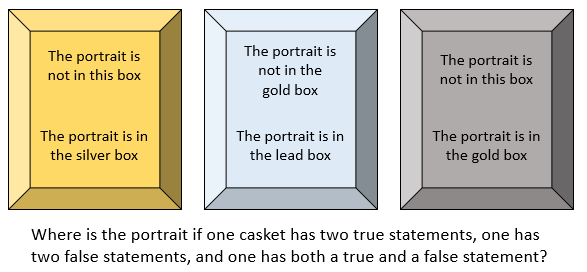 The portrait is
not in this box
The portrait is in
the silver box
The portrait is
not in the
gold box
The portrait is in
the lead box
The portrait is
not in this box
The portrait is in
the gold box
Where is the portrait if one casket has two true statements, one has
two false statements, and one has both a true and a false statement?